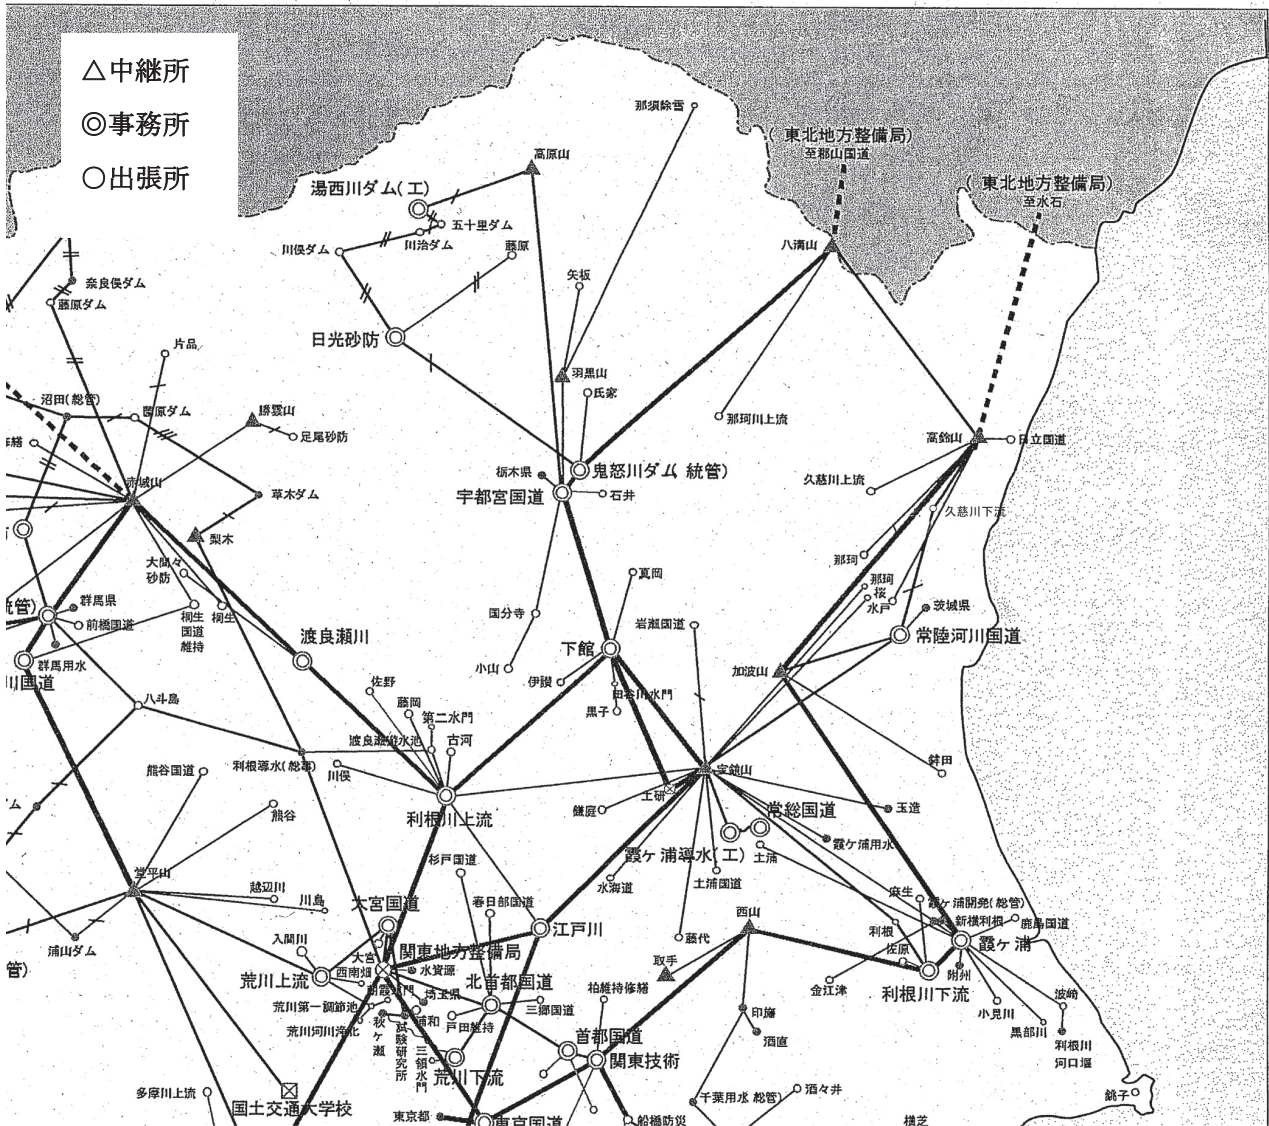 △中継所
◎事務所
○出張所
那須除雪
( 東北地方整備局)
至郡山国道
高原山
湯西川ダム(工)
( 東北地方整備局)
至水石
五十里ダム
川治ダム
川俣ダム
藤原
八溝山
矢板
奈良俣ダム
藤原ダム
日光砂防
片品
羽黒山
氏家
沼田(総管)
薗原ダム
勝雲山
足尾砂防
那珂川上流
高鈴山
日立国道
栃木県
鬼怒川ダム(統管)
宇都宮国道
石井
赤城山
草木ダム
久慈川上流
久慈川下流
梨木
大間々
砂防
那珂
真岡
那珂
桜
水戸
茨城県
群馬県
前橋国道
桐生
国道
維持
桐生
国分寺
岩瀬国道
渡良瀬川
下館
常陸河川国道
群馬用水
川国道
小山
伊讃
田谷川水門
黒子
加波山
八斗島
佐野
藤岡
第二水門
渡良瀬遊水池
古河
利根導水(総事)
川俣
熊谷国道
熊谷
宝鏡山
土研
鉾田
利根川上流
鎌庭
常総国道
玉造
霞ヶ浦導水(工)
土浦
霞ヶ浦用水
杉戸国道
水海道
土浦国道
堂平山
越辺川
川島
麻生
霞ヶ浦開発(総管)
大宮国道
春日部国道
西山
利根
新横利根
鹿島国道
浦山ダム
入間川
大宮
関東地方整備局
江戸川
藤代
佐原
霞ヶ浦
荒川上流
西南畑
水資源
取手
金江津
利根川下流
附州
朝霞水門
埼玉県
北首都国道
柏維持修繕
荒川第一調節池
浦和
戸田維持
三郷国道
印旛
小見川
波崎
荒川河川浄化
秋ヶ瀬
試験研究所
三領水門
首都国道
酒直
黒部川
利根川
河口堰
荒川下流
関東技術
多摩川上流
国土交通大学校
千葉用水(総管)
酒々井
銚子
東京都
東京国道
船橋防災
横芝